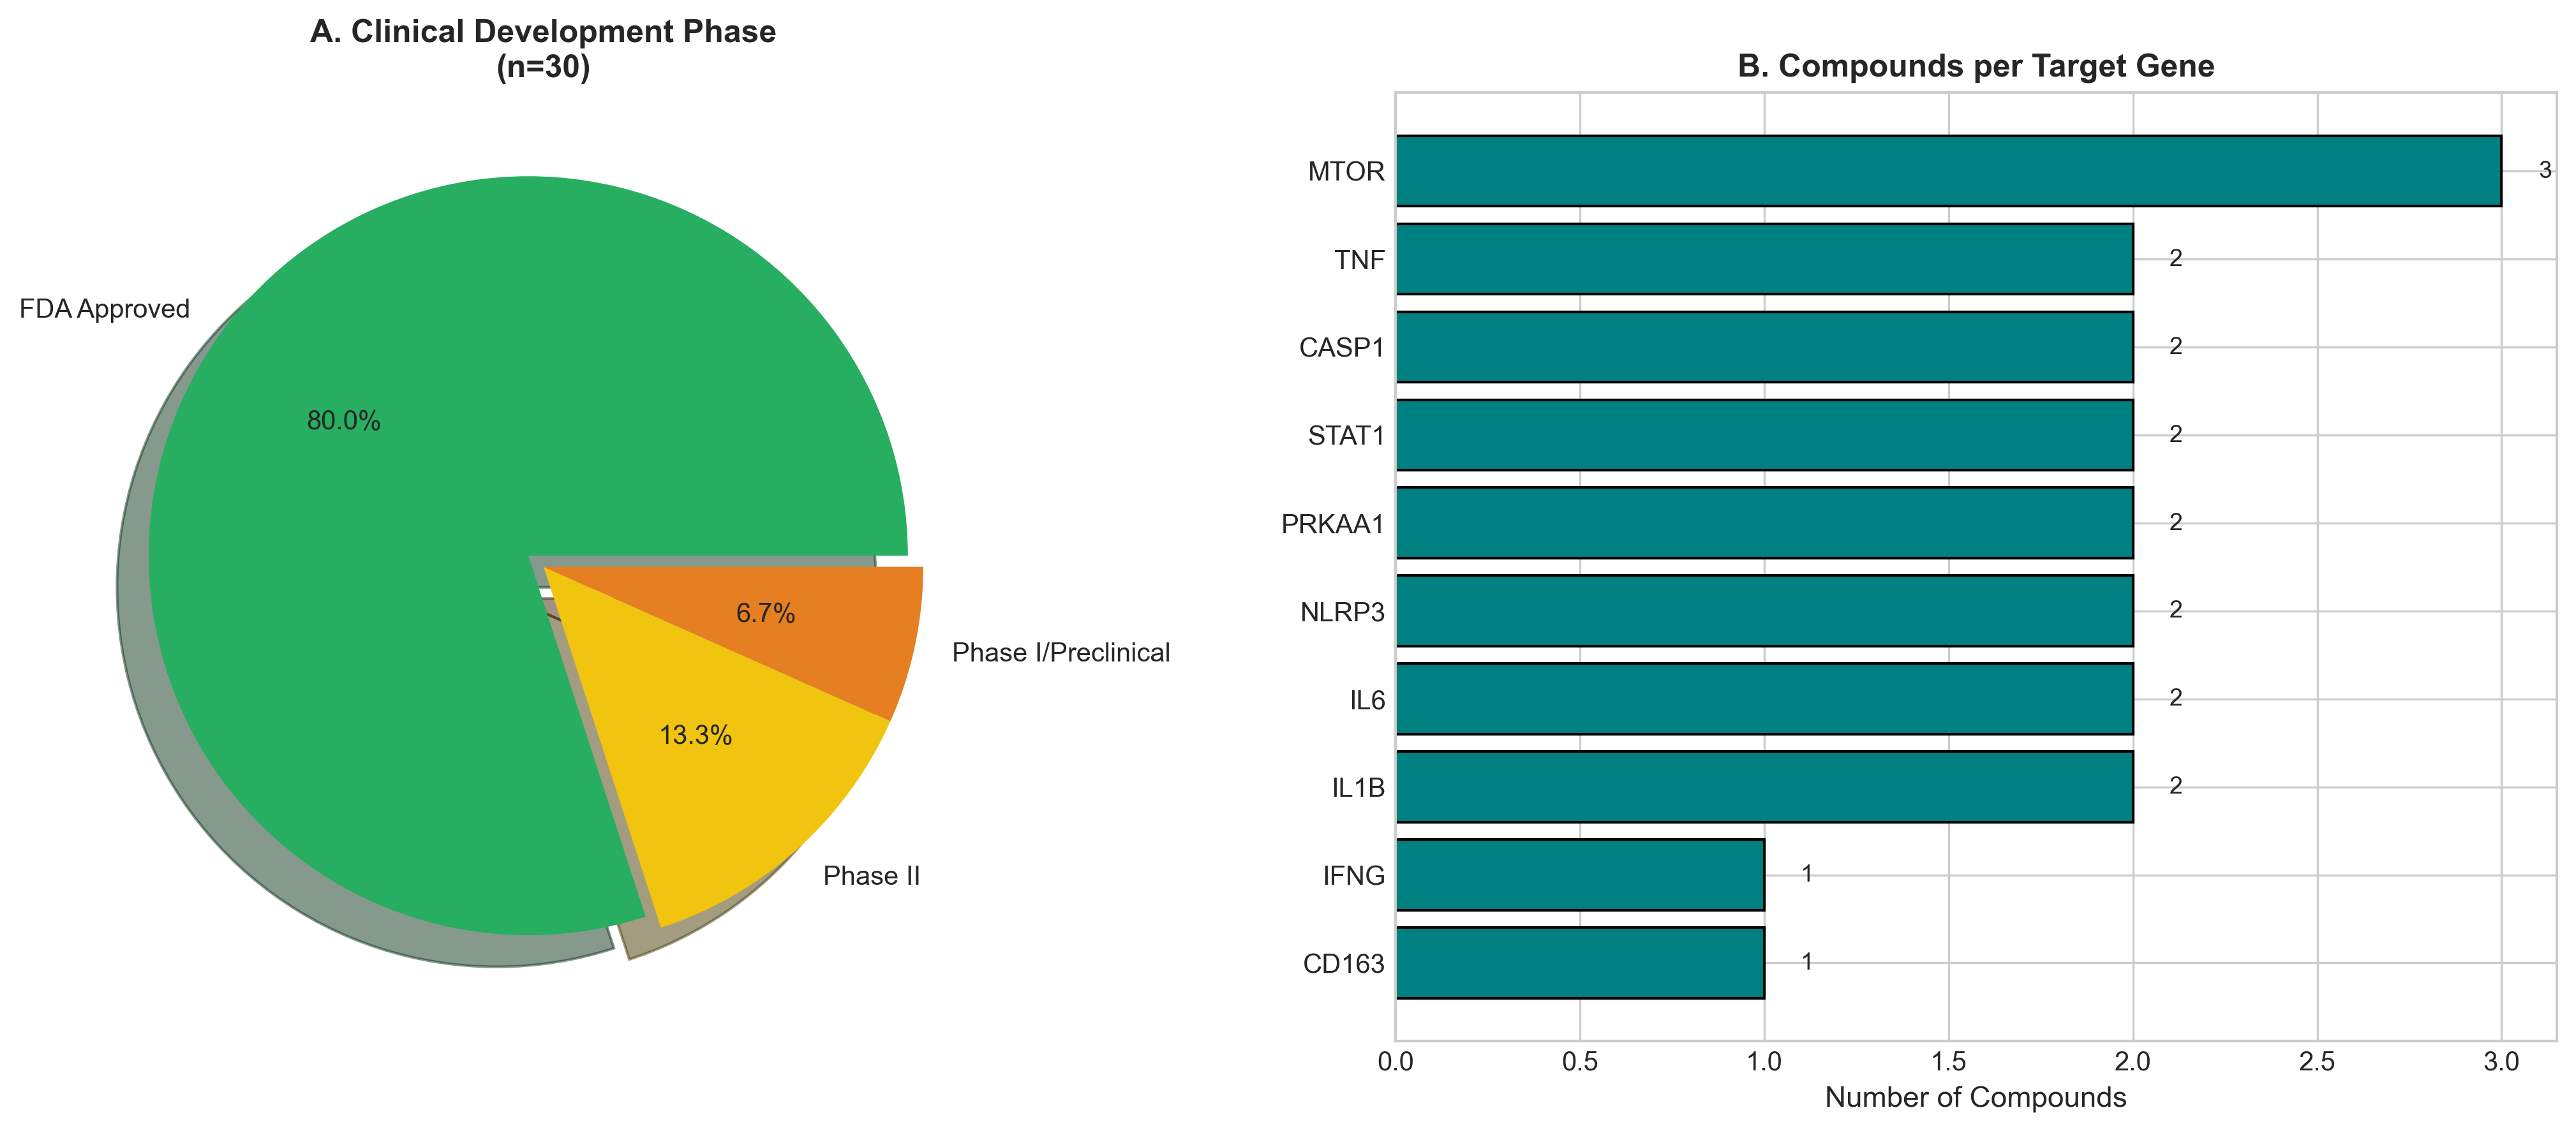 A. Clinical Development Phase
(n=30)
FDA Approved
80.0%
6.7%
Phase I/Preclinical
13.3%
Phase II
B. Compounds per Target Gene
MTOR
3
TNF
2
CASP1
2
STAT1
2
PRKAA1
2
NLRP3
2
IL6
2
IL1B
2
IFNG
1
CD163
1
0.0
0.5
1.0
1.5
2.0
2.5
3.0
Number of Compounds